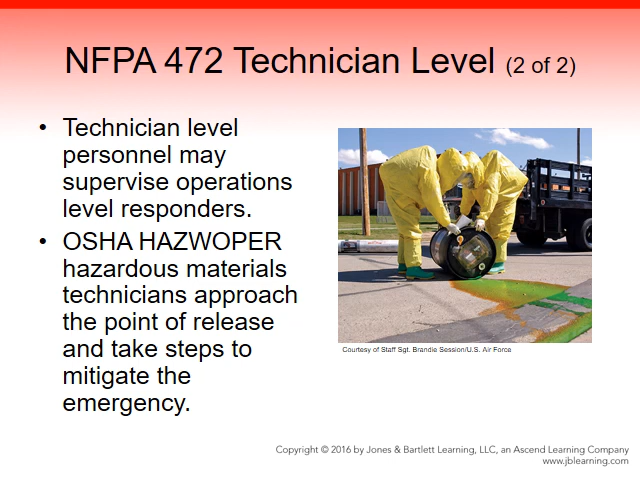 NFPA 472 Technician Level (2 of 2)
• Technician level
personnel may
supervise operations
level responders.
• OSHA HAZWOPER
hazardous materials
technicians approach
the point of release
and take steps to
mitigate the
emergency.
Courtesy of Staff Sgt. Brandie Session/U.S. Air Force
Copyright © 2016 by Jones & Bartlett Learning, LLC, an Ascend Learning Company
www.jblearning.com